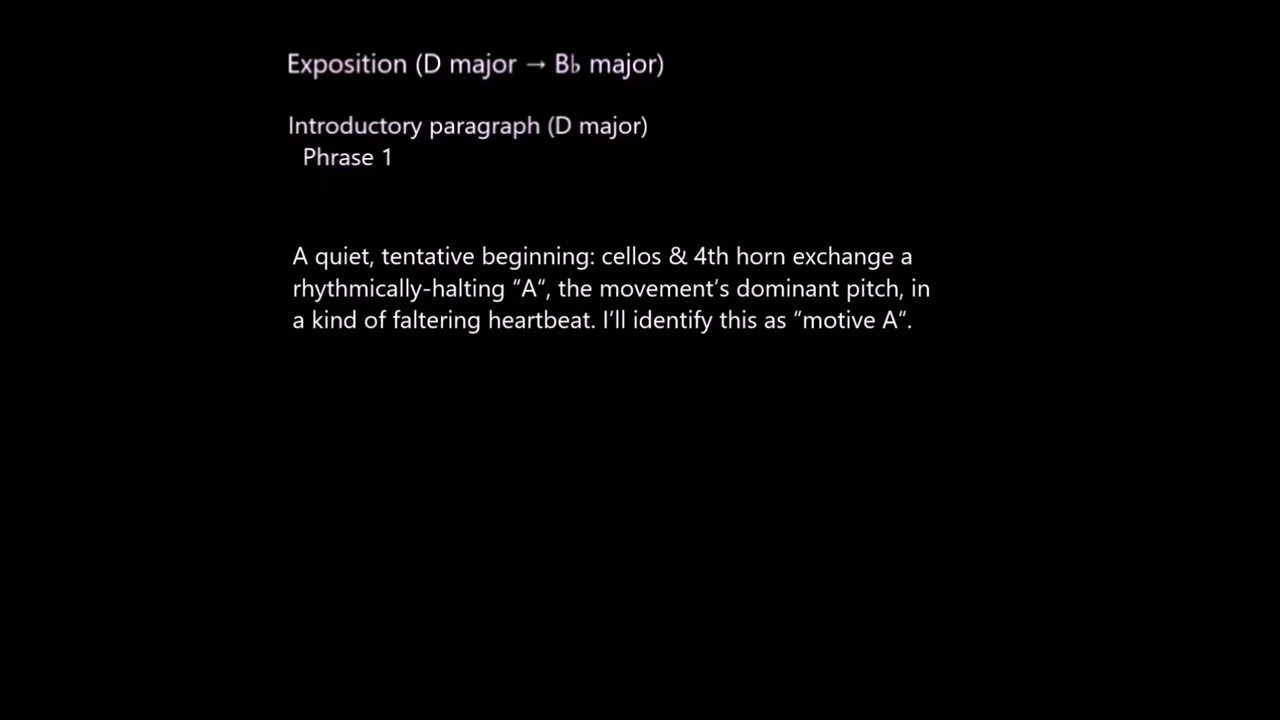 Exposition (D major → B♭ major)
Introductory paragraph (D major)
Phrase 1
A quiet, tentative beginning: cellos & 4th horn exchange a
rhythmically-halting “A“, the movement’s dominant pitch, in
a kind of faltering heartbeat. I’ll identify this as “motive A“.